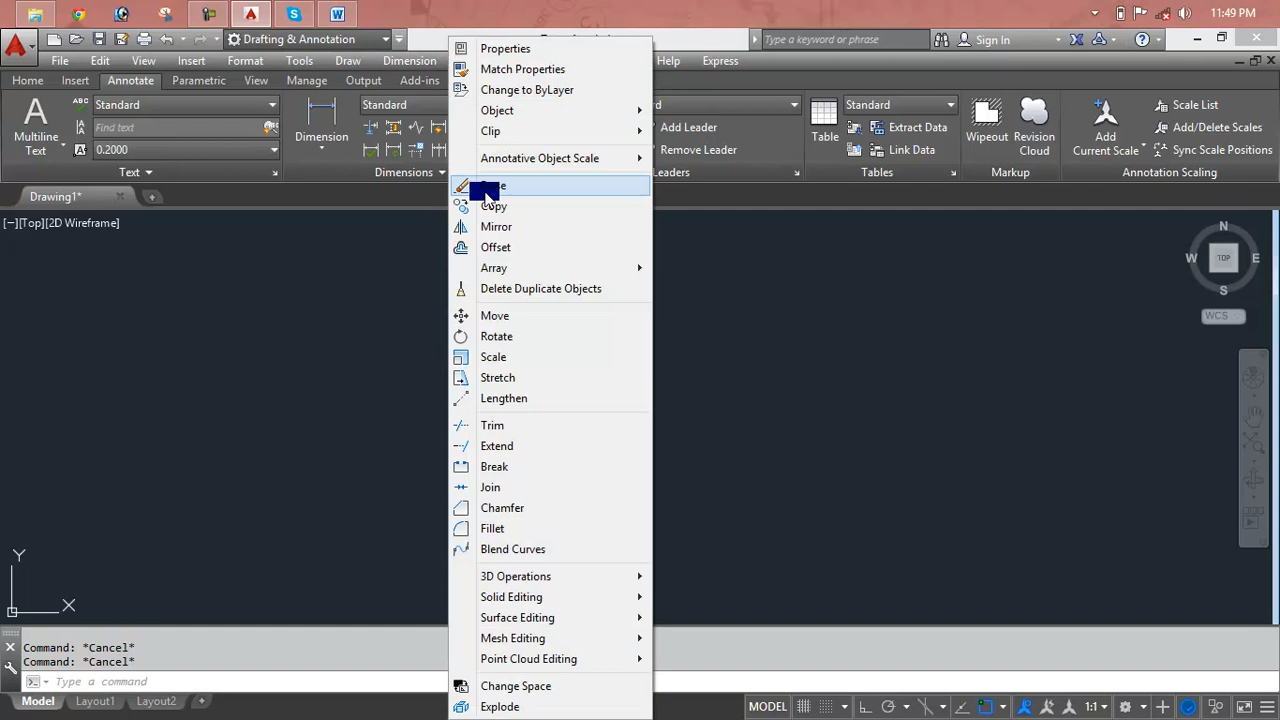 11:49 PM
Drafting & Annotation
Type a keyword or phrase
Sign In
File
Edit
View
Insert
Format
Tools
Draw
Dimension
Help
Express
Home
Insert
Annotate
Parametric
View
Manage
Output
Add-ins
Multiline
Text
ABC
Standard
Find text
0.2000
Text
Dimension
Standard
Dimensions
Add Leader
Remove Leader
Table
Standard
Extract Data
Link Data
Tables
Wipeout
Revision
Cloud
Markup
Add
Current Scale
Scale List
Add/Delete Scales
Sync Scale Positions
Annotation Scaling
Drawing1*
[−][Top][2D Wireframe]
N
W
TOP
E
S
WCS
Properties
Match Properties
Change to ByLayer
Object
Clip
Annotative Object Scale
Copy
Mirror
Offset
Array
Delete Duplicate Objects
Move
Rotate
Scale
Stretch
Lengthen
Trim
Extend
Break
Join
Chamfer
Fillet
Blend Curves
3D Operations
Solid Editing
Surface Editing
Mesh Editing
Point Cloud Editing
Change Space
Explode
Y
X
Command: *Cancel*
Command: *Cancel*
Type a command
Model
Layout1
Layout2
MODEL
1:1